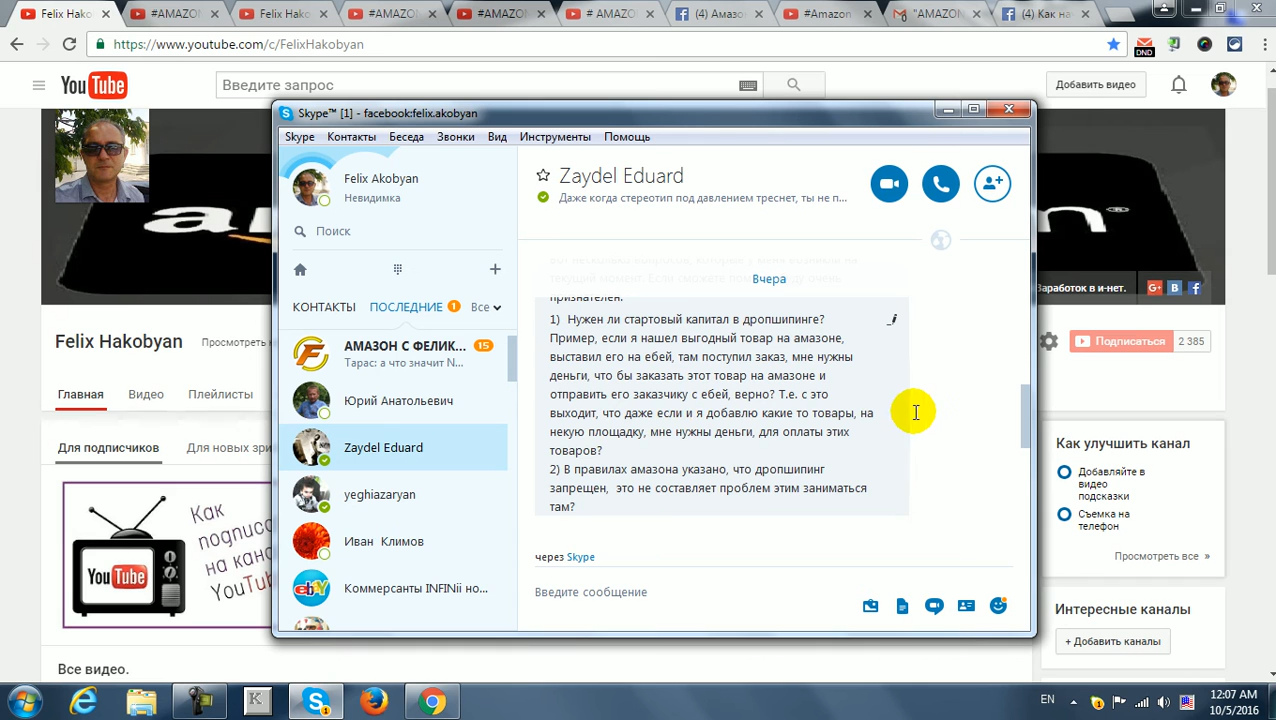 Felix Hako
#AMAZON
Felix Hako
#AMAZON
#AMAZON
# AMAZO
(4) Амазо
#Amazon
"AMAZON
(4) Как на
https://www.youtube.com/c/FelixHakobyan
DND
YouTube
Введите запрос
Добавить видео
Skype™ [1] - facebook:felix.akobyan
Skype Контакты Беседа Звонки Вид Инструменты Помощь
Felix Akobyan
Невидимка
Поиск
КОНТАКТЫ ПОСЛЕДНИЕ 1 Все
АМАЗОН С ФЕЛИК... 15
Тарас: а что значит N...
Юрий Анатольевич
Zaydel Eduard
yeghiazaryan
Иван Климов
ebay
Коммерсанты INFINii но...
Zaydel Eduard
Даже когда стереотип под давлением треснет, ты не п...
Вчера
признателен.
1) Нужен ли стартовый капитал в дропшипинге?
Пример, если я нашел выгодный товар на амазоне,
выставил его на ебей, там поступил заказ, мне нужны
деньги, что бы заказать этот товар на амазоне и
отправить его заказчику с ебей, верно? Т.е. с это
выходит, что даже если и я добавлю какие то товары, на
некую площадку, мне нужны деньги, для оплаты этих
товаров?
2) В правилах амазона указано, что дропшипинг
запрещен, это не составляет проблем этим заниматься
там?
через Skype
Введите сообщение
Заработок в и-нет.
Felix Hakobyan
Просмотреть к
Подписаться 2 385
Главная Видео Плейлисты
Для подписчиков Для новых зри
Как
подписа
на кана
YouTub
YouTube
Все видео.
Как улучшить канал
Добавляйте в
видео
подсказки
Съемка на
телефон
Просмотреть все »
Интересные каналы
+ Добавить каналы
EN
12:07 AM
10/5/2016